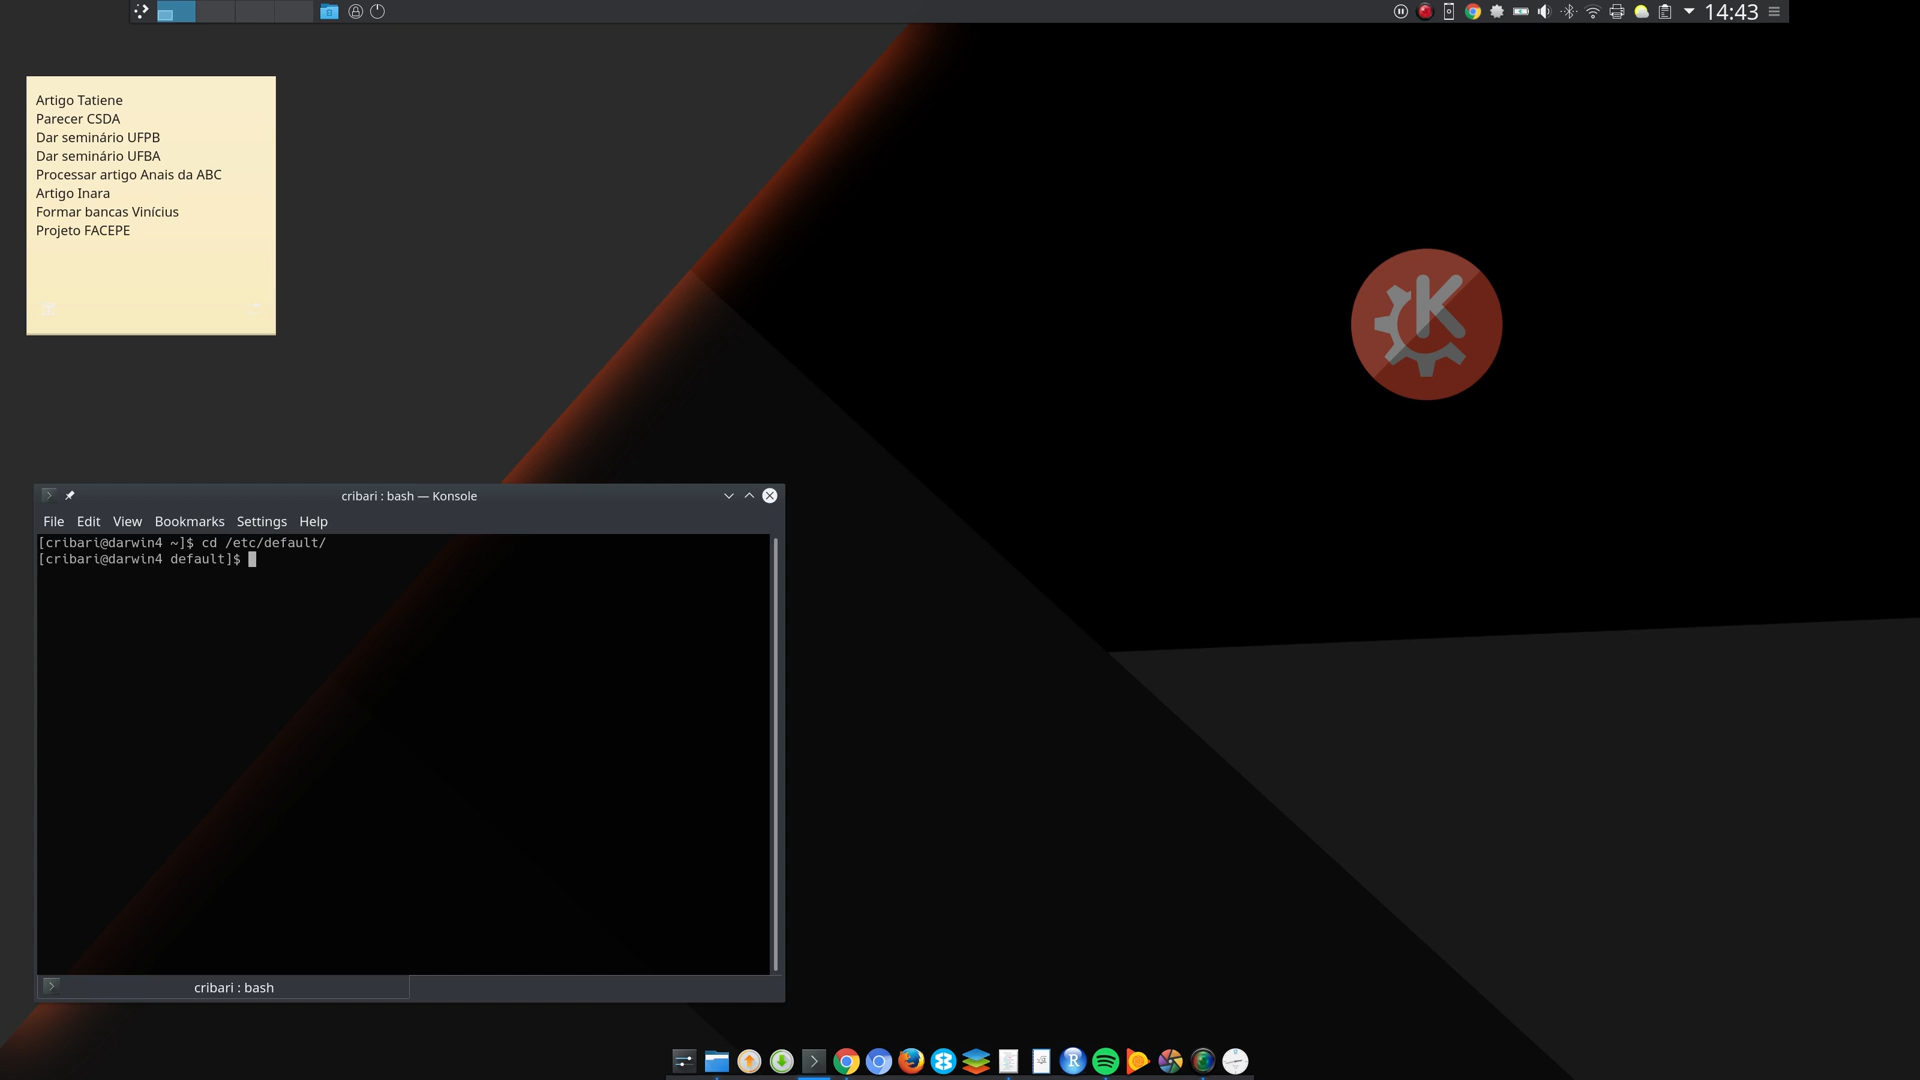 14:43
Artigo Tatiene
Parecer CSDA
Dar seminário UFPB
Dar seminário UFBA
Processar artigo Anais da ABC
Artigo Inara
Formar bancas Vinícius
Projeto FACEPE
cribari : bash — Konsole
File Edit View Bookmarks Settings Help
[cribari@darwin4 ~]$ cd /etc/default/
[cribari@darwin4 default]$
cribari : bash